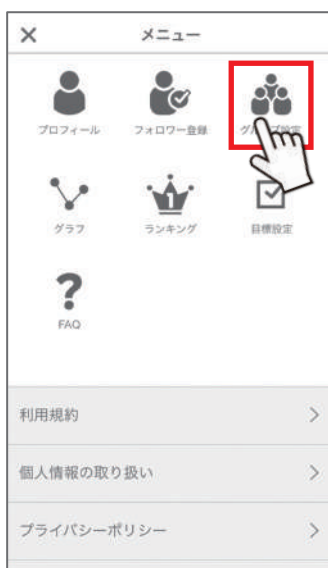 メニュー
プロフィール
フォロワー登録
グラフ
ランキング
目標設定
FAQ
利用規約
個人情報の取り扱い
プライバシーポリシー